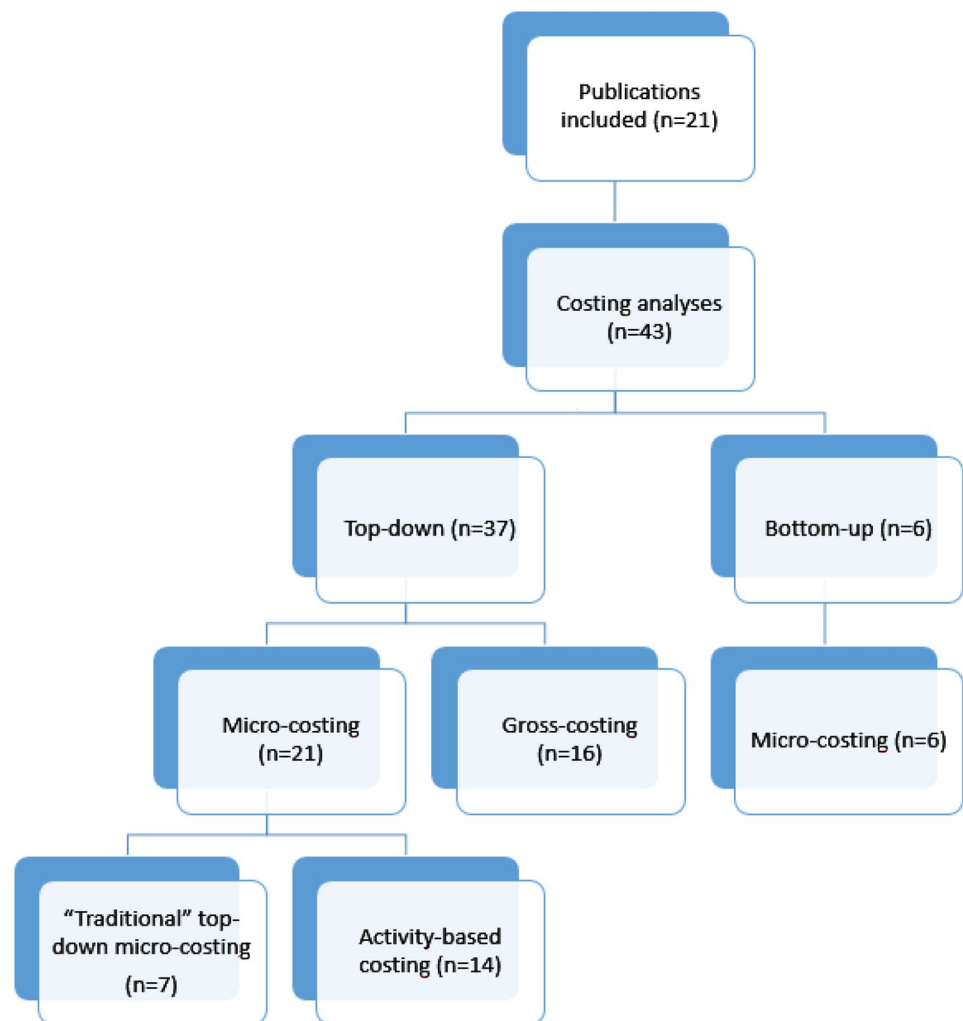 Publications
included (n=21)
Costing analyses
(n=43)
Top-down (n=37)
Bottom-up (n=6)
Micro-costing
(n=21)
Gross-costing
(n=16)
Micro-costing (n=6)
“Traditional” top-
down micro-costing
(n=7)
Activity-based
costing (n=14)